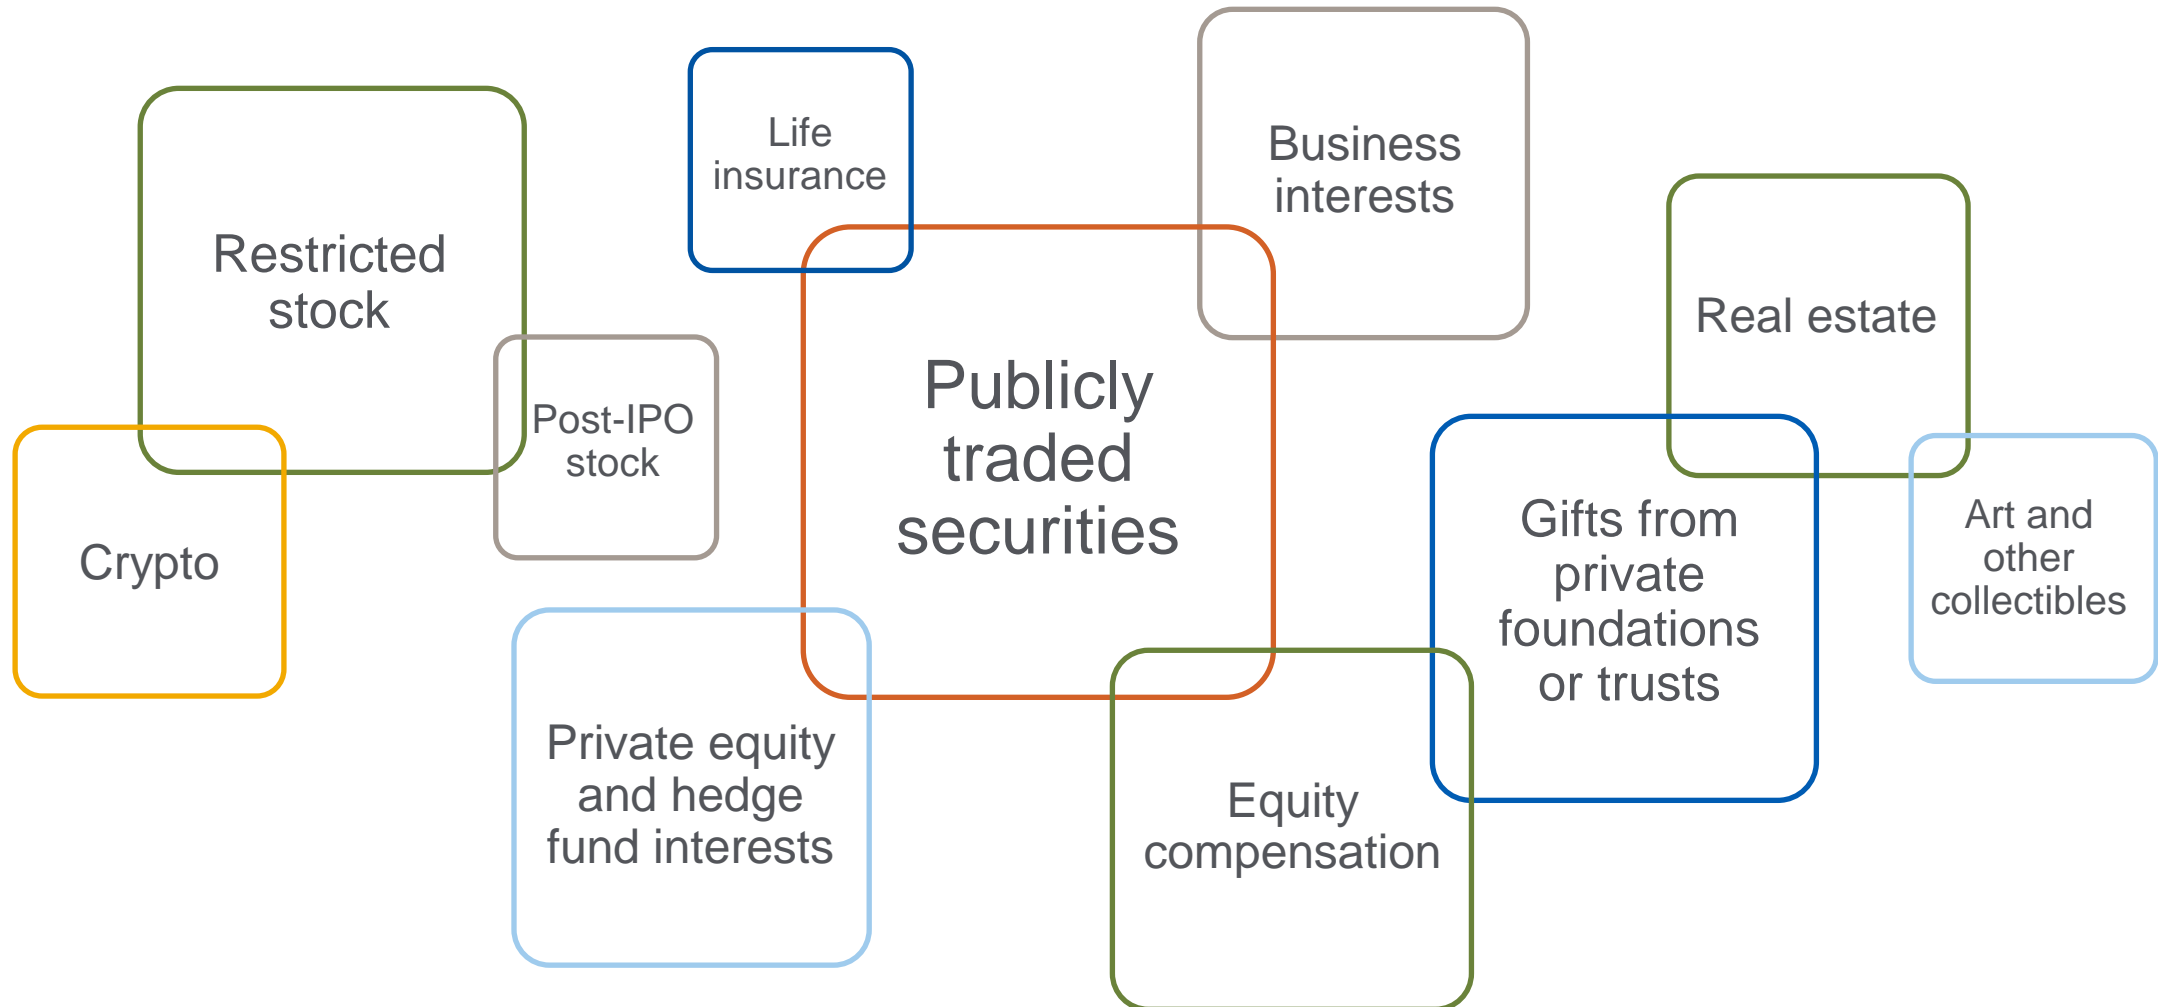 Restricted
stock
Life
insurance
Business
interests
Real estate
Post-IPO
stock
Publicly
traded
securities
Crypto
Gifts from
private
foundations
or trusts
Art and
other
collectibles
Private equity
and hedge
fund interests
Equity
compensation